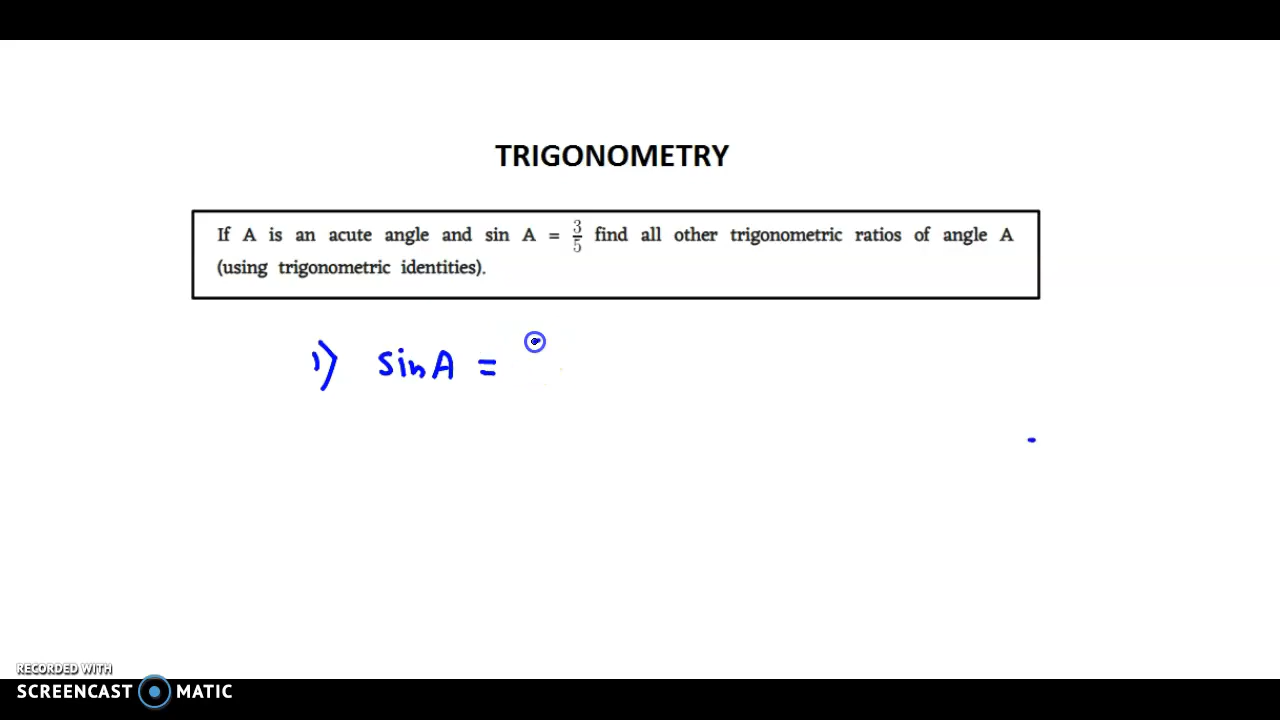 TRIGONOMETRY
If A is an acute angle and sin A = 3/5 find all other trigonometric ratios of angle A
(using trigonometric identities).
1) sin A =
RECORDED WITH
SCREENCAST MATIC